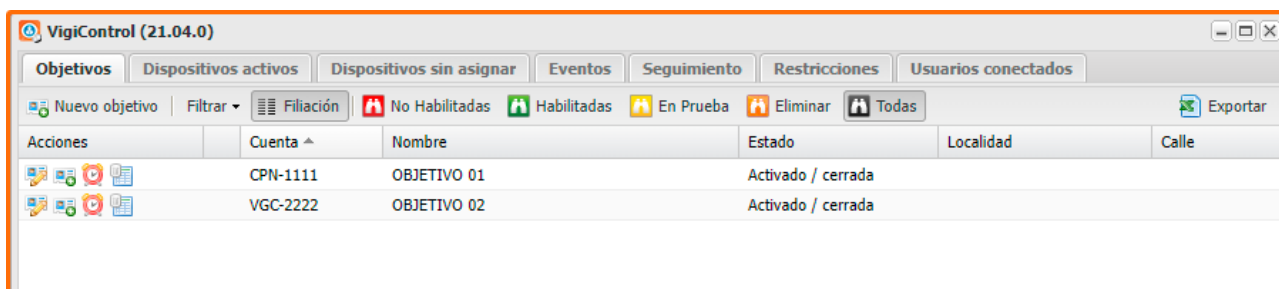 VigiControl (21.04.0)
Objetivos Dispositivos activos Dispositivos sin asignar Eventos Seguimiento Restricciones Usuarios conectados
Nuevo objetivo Filtrar Filiación No Habilitadas Habilitadas En Prueba Eliminar Todas Exportar
Acciones Cuenta Nombre Estado Localidad Calle
CPN-1111 OBJETIVO 01 Activado / cerrada
VGC-2222 OBJETIVO 02 Activado / cerrada